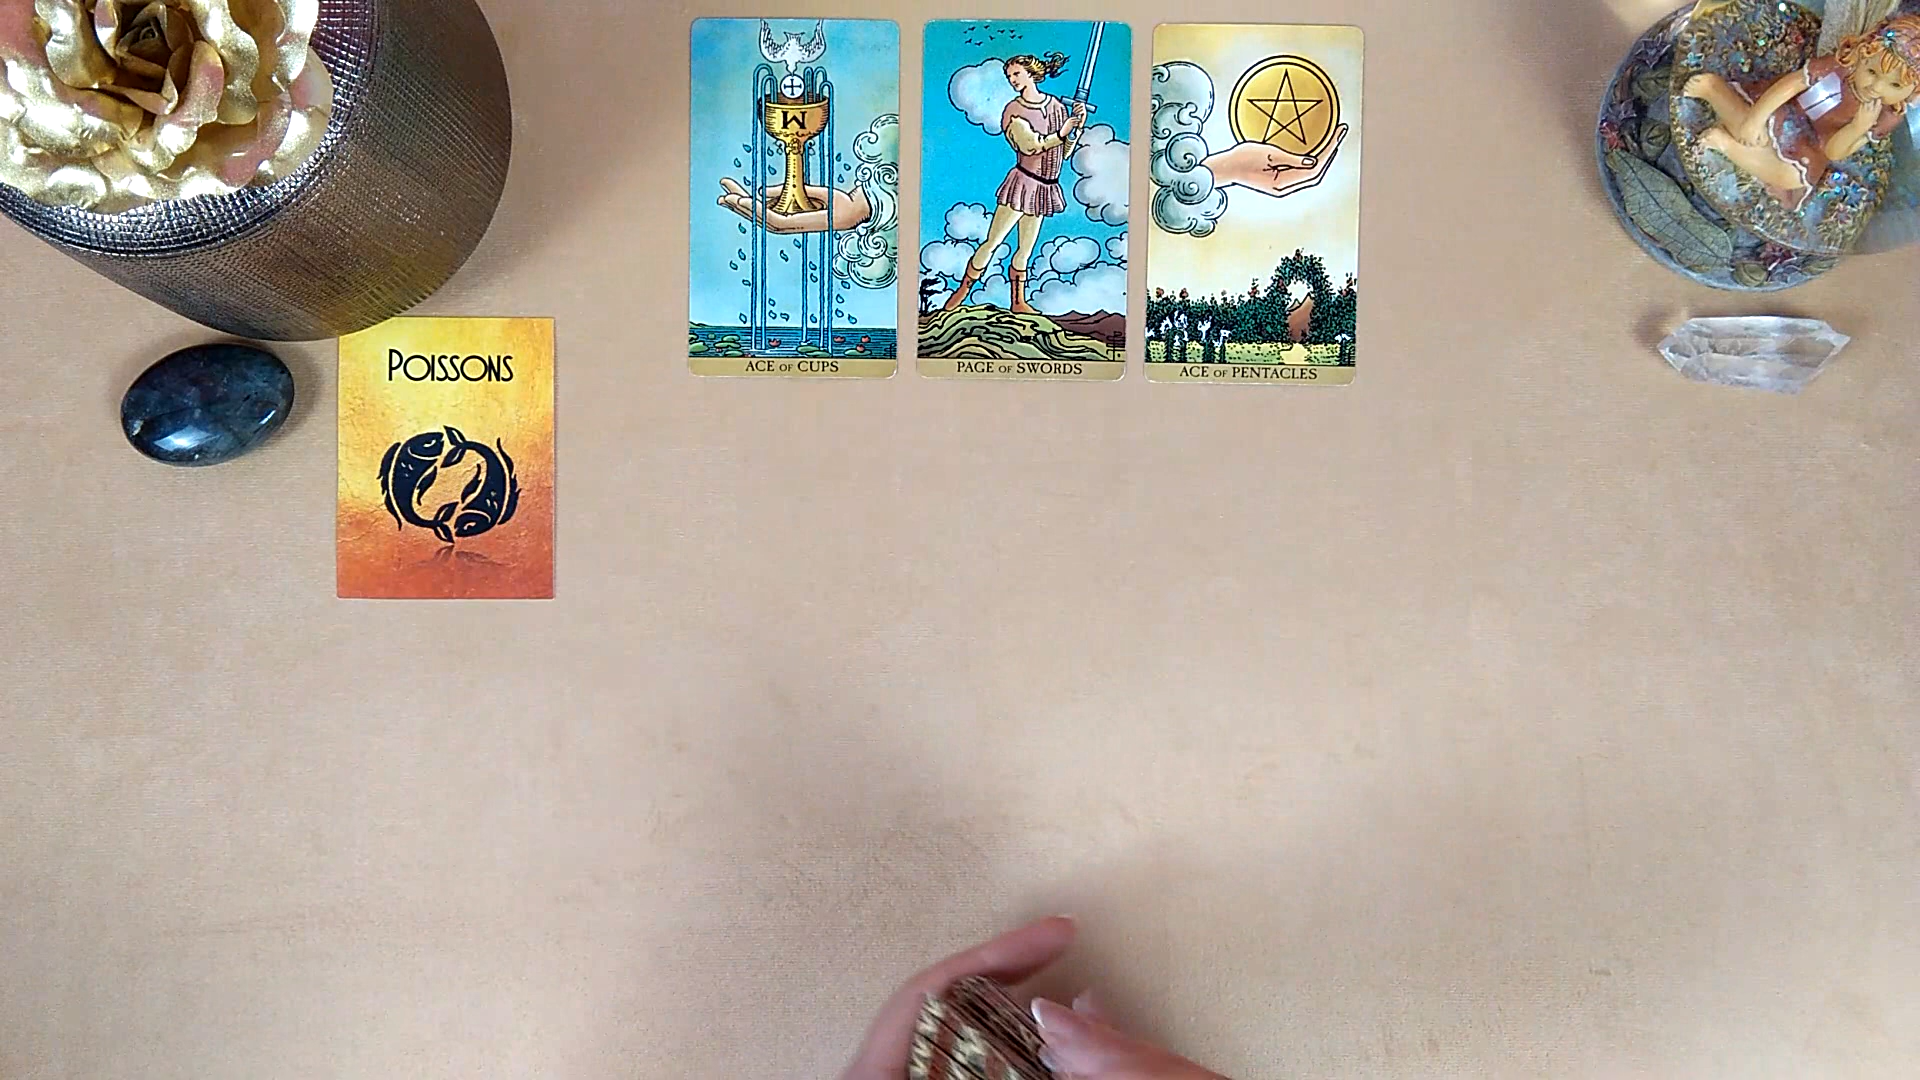 ACE OF CUPS
PAGE OF SWORDS
ACE OF PENTACLES
POISSONS